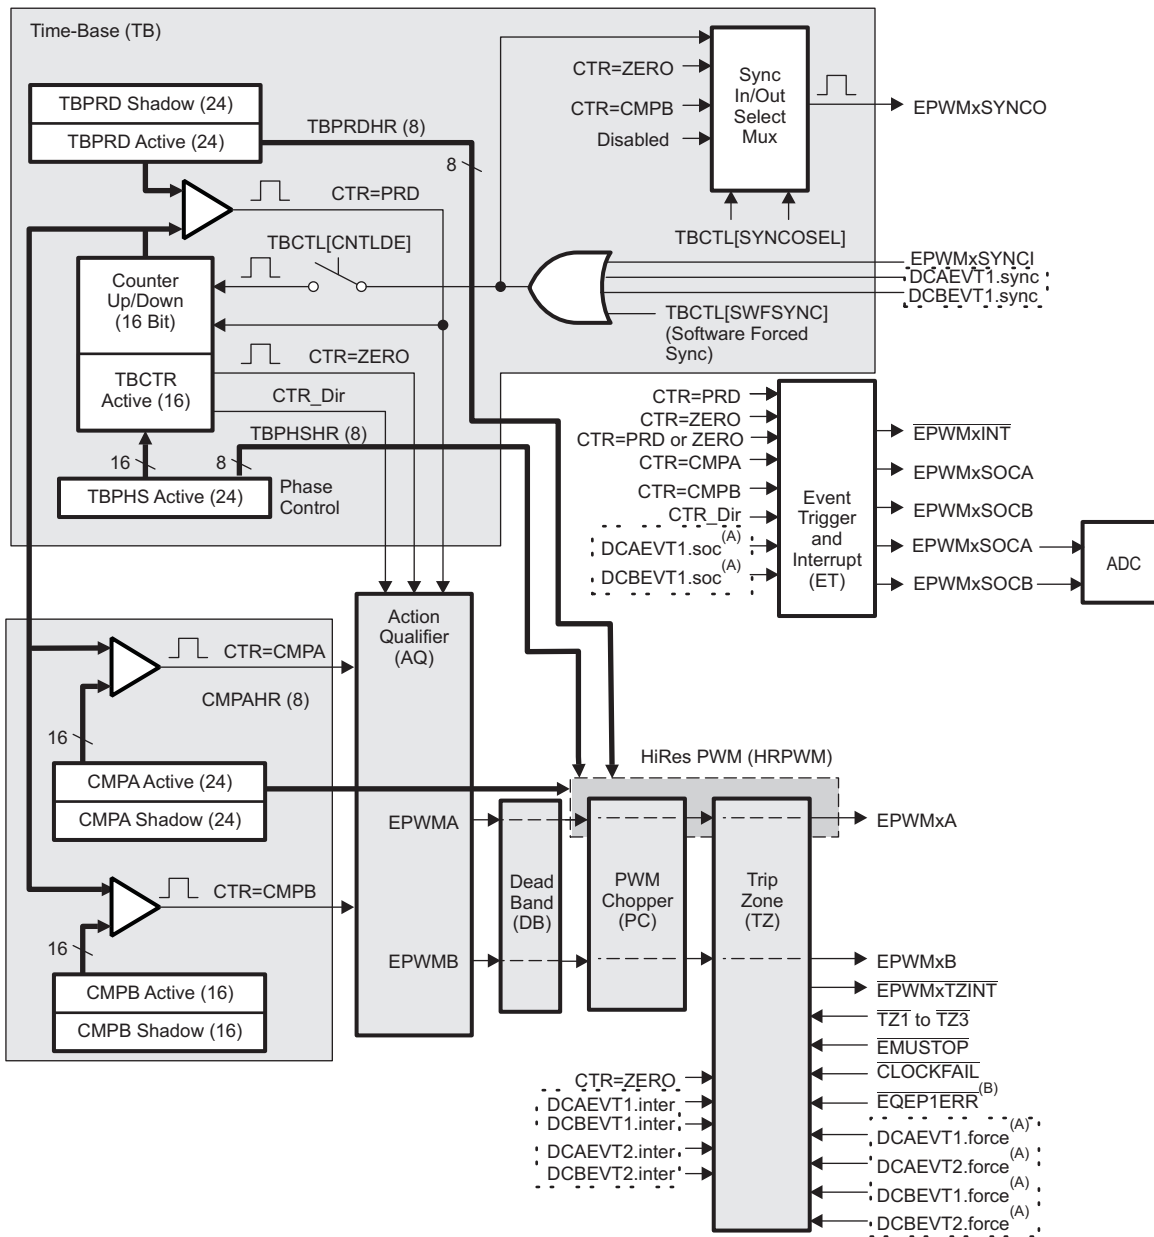 Time-Base (TB)
TBPRD Shadow (24)
TBPRD Active (24)
TBPRDHR (8)
8
CTR=PRD
TBCTL[CNTLDE]
Counter
Up/Down
(16 Bit)
TBCTR
Active (16)
CTR=ZERO
CTR_Dir
TBPHSHR (8)
16
8
TBPHS Active (24)
Phase
Control
CTR=ZERO
CTR=CMPB
Disabled
Sync
In/Out
Select
Mux
EPWMxSYNCO
TBCTL[SYNCOSEL]
EPWMxSYNCI
DCAEVT1.sync
DCBEVT1.sync
TBCTL[SWFSYNC]
(Software Forced
Sync)
CTR=PRD
CTR=ZERO
CTR=PRD or ZERO
CTR=CMPA
CTR=CMPB
CTR_Dir
DCAEVT1.soc(A)
DCBEVT1.soc(A)
Event
Trigger
and
Interrupt
(ET)
EPWMxINT
EPWMxSOCA
EPWMxSOCB
EPWMxSOCA
EPWMxSOCB
ADC
Action
Qualifier
(AQ)
CTR=CMPA
CMPAHR (8)
16
CMPA Active (24)
CMPA Shadow (24)
CTR=CMPB
16
CMPB Active (16)
CMPB Shadow (16)
EPWMA
EPWMB
HiRes PWM (HRPWM)
Dead
Band
(DB)
PWM
Chopper
(PC)
Trip
Zone
(TZ)
EPWMxA
EPWMxB
EPWMxTZINT
TZ1 to TZ3
EMUSTOP
CLOCKFAIL
EQEP1ERR(B)
DCAEVT1.force(A)
DCAEVT2.force(A)
DCBEVT1.force(A)
DCBEVT2.force(A)
CTR=ZERO
DCAEVT1.inter
DCBEVT1.inter
DCAEVT2.inter
DCBEVT2.inter